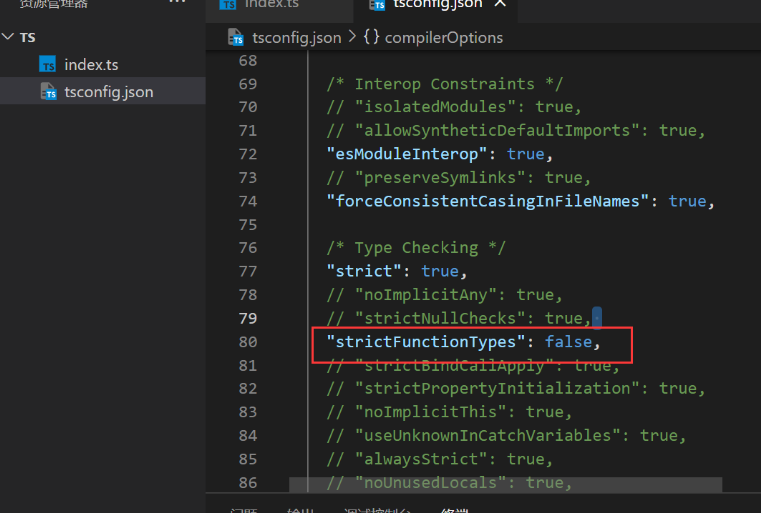 资源管理器
TS
TS index.ts
TS tsconfig.json
TS index.ts
TS tsconfig.json
tsconfig.json > {} compilerOptions
68
69 /* Interop Constraints */
70 // "isolatedModules": true,
71 // "allowSyntheticDefaultImports": true,
72 "esModuleInterop": true,
73 // "preserveSymlinks": true,
74 "forceConsistentCasingInFileNames": true,
75
76 /* Type Checking */
77 "strict": true,
78 // "noImplicitAny": true,
79 // "strictNullChecks": true,
80 "strictFunctionTypes": false,
81 // "strictBindCallApply": true,
82 // "strictPropertyInitialization": true,
83 // "noImplicitThis": true,
84 // "useUnknownInCatchVariables": true,
85 // "alwaysStrict": true,
86 // "noUnusedLocals": true,
问题 输出 调试控制台 终端